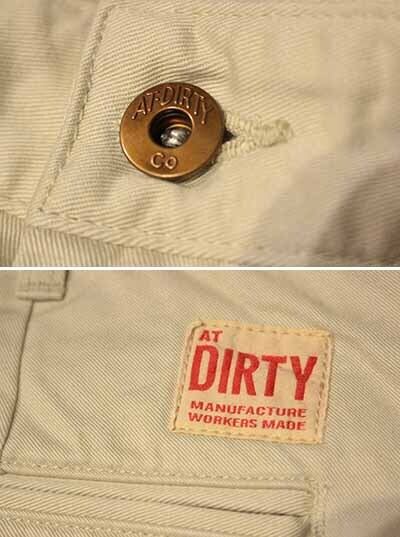 AT-DIRTY
Co
AT
DIRTY
MANUFACTURE
WORKERS MADE